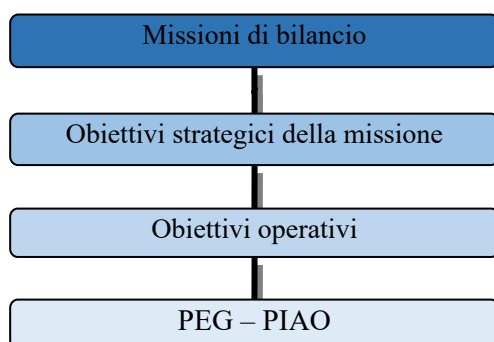 Missioni di bilancio
Obiettivi strategici della missione
Obiettivi operativi
PEG – PIAO